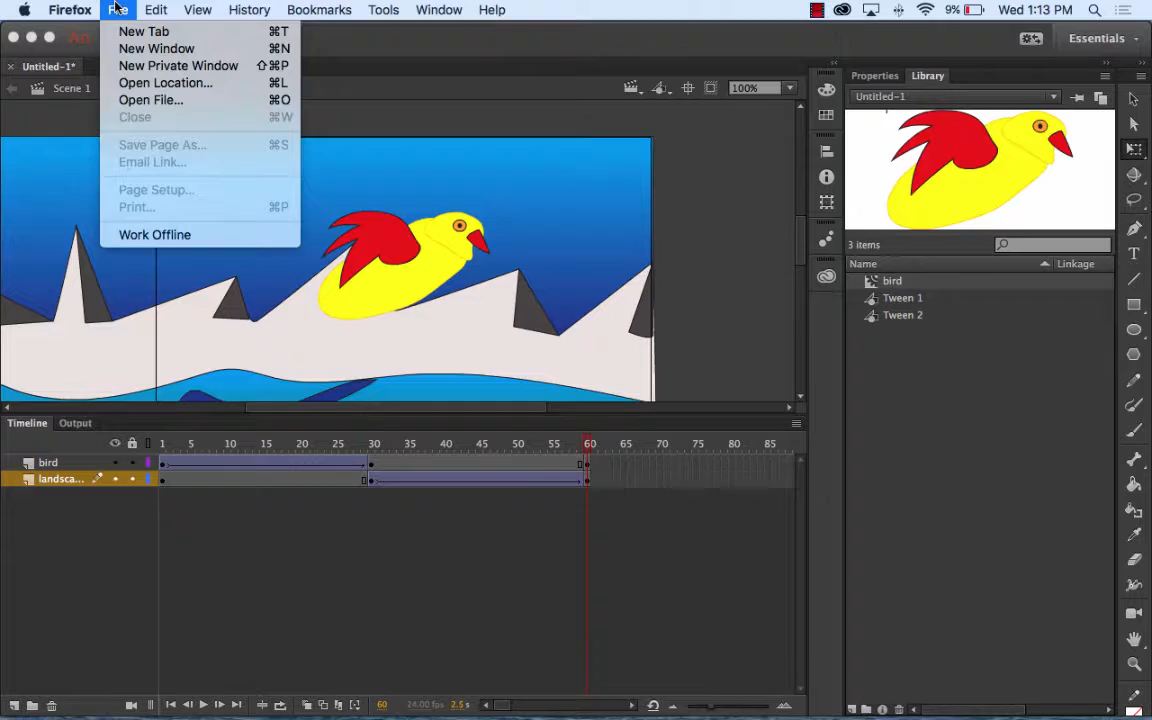 Firefox File Edit View History Bookmarks Tools Window Help 9% Wed 1:13 PM
An Essentials
New Tab ⌘T
New Window ⌘N
New Private Window ⇧⌘P
Open Location... ⌘L
Open File... ⌘O
Close ⌘W
Save Page As... ⌘S
Email Link...
Page Setup...
Print... ⌘P
Work Offline
Untitled-1*
Scene 1 100%
Properties Library
Untitled-1
3 items
Name Linkage
bird
Tween 1
Tween 2
Timeline Output
1 5 10 15 20 25 30 35 40 45 50 55 60 65 70 75 80 85
bird
landsca...
60 24.00 fps 2.5 s